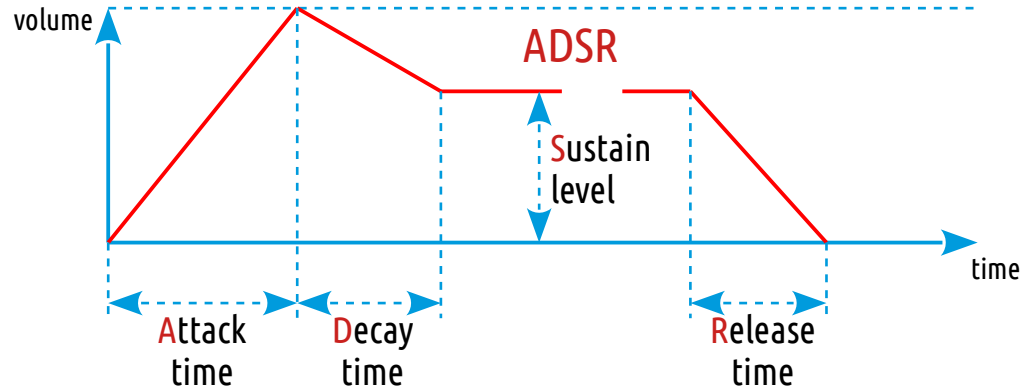 volume
ADSR
Sustain
level
time
Attack
time
Decay
time
Release
time